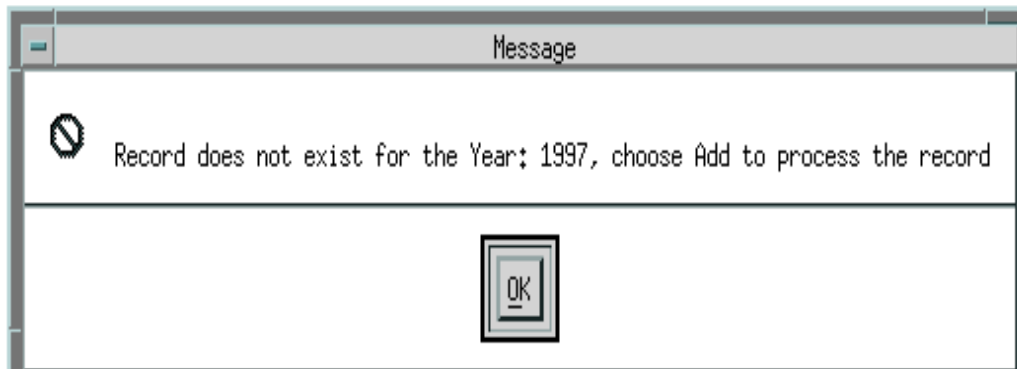 Message
Record does not exist for the Year: 1997, choose Add to process the record
OK